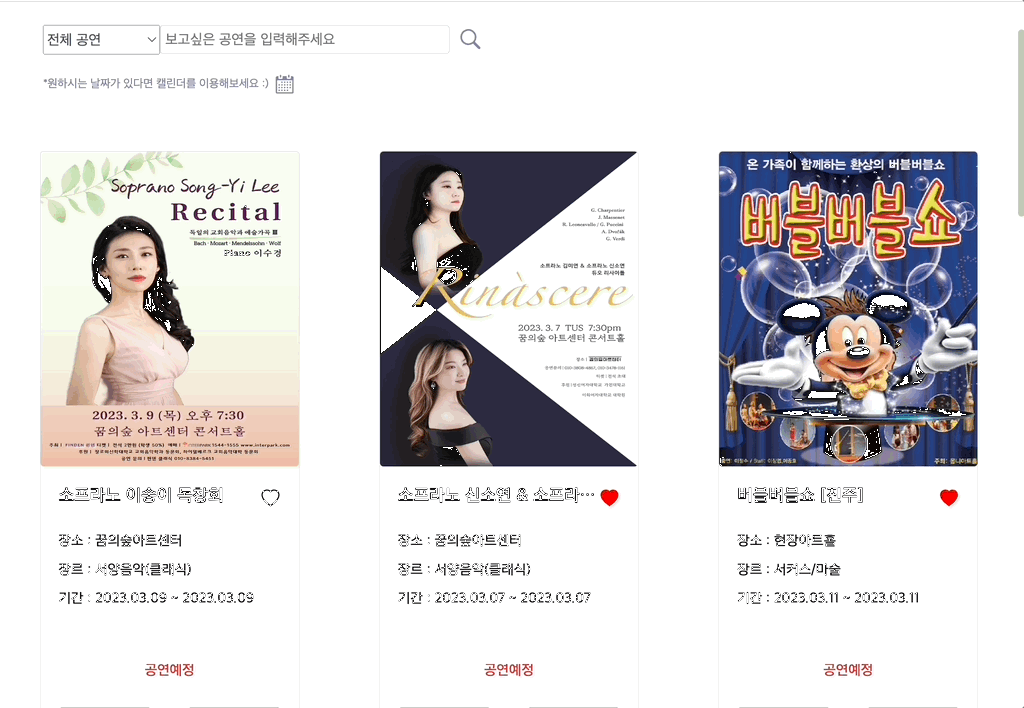 전체 공연
보고싶은 공연을 입력해주세요
*원하시는 날짜가 있다면 캘린더를 이용해보세요 :)
Soprano Song-Yi Lee
Recital
독일의 교회음악과 예술가곡 Ⅲ
Bach · Mozart · Mendelssohn · Wolf
Piano 이수경
2023. 3. 9 (목) 오후 7:30
꿈의숲 아트센터 콘서트홀
G. Charpentier
J. Massenet
R. Leoncavallo / G. Puccini
A. Dvořák
G. Verdi
소프라노 김미연 & 소프라노 신소연
듀오 리사이틀
Rinàscere
2023. 3. 7 TUS 7:30pm
꿈의숲 아트센터 콘서트홀
온 가족이 함께하는 환상의 버블버블쇼
버블버블쇼
소프라노 이송이 독창회
장소 : 꿈의숲아트센터
장르 : 서양음악(클래식)
기간 : 2023.03.09 ~ 2023.03.09
공연예정
소프라노 신소연 & 소프라…
장소 : 꿈의숲아트센터
장르 : 서양음악(클래식)
기간 : 2023.03.07 ~ 2023.03.07
공연예정
버블버블쇼 [진주]
장소 : 현장아트홀
장르 : 서커스/마술
기간 : 2023.03.11 ~ 2023.03.11
공연예정